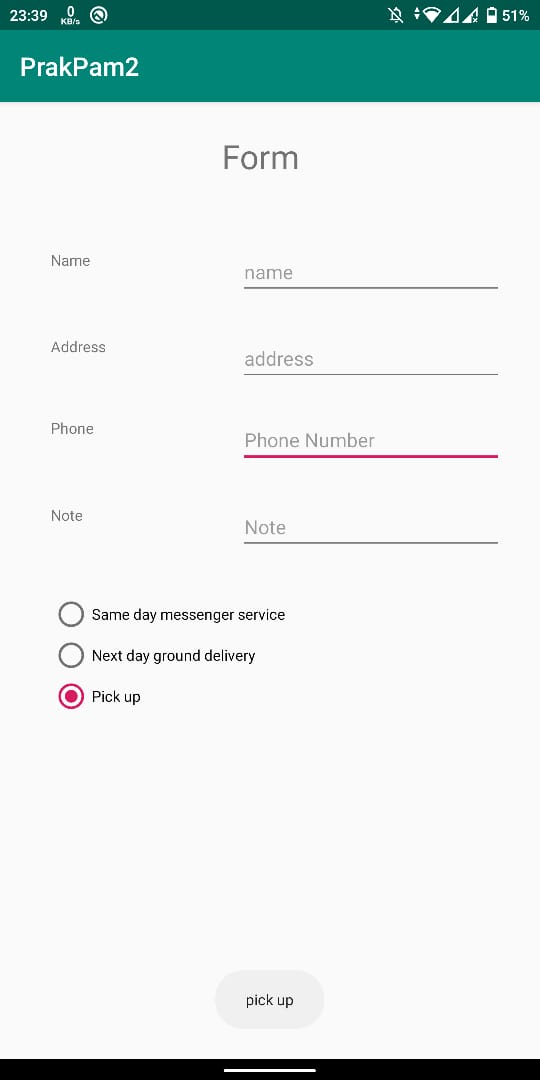 23:39 0 KB/s 51%
PrakPam2
Form
Name name
Address address
Phone Phone Number
Note Note
Same day messenger service
Next day ground delivery
Pick up
pick up